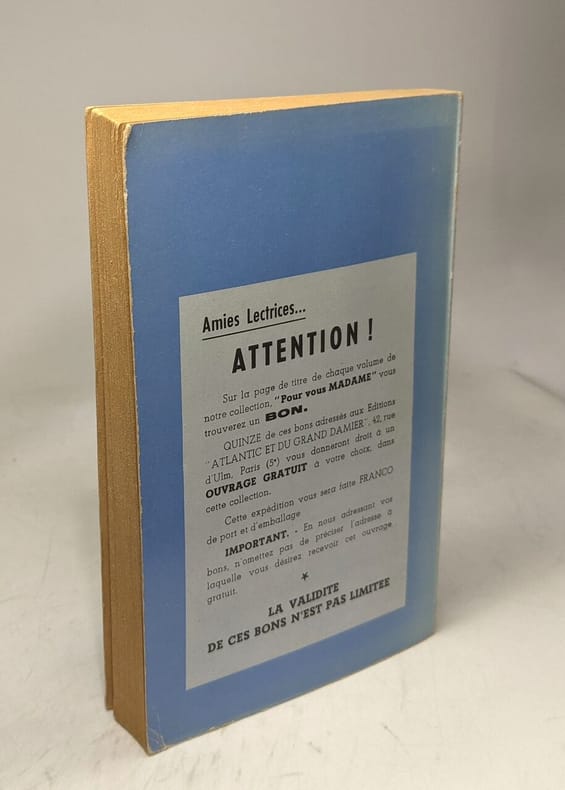 Amies Lectrices...
ATTENTION !
Sur la page de titre de chaque volume de
notre collection, "Pour vous MADAME" vous
trouverez un BON.
QUINZE de ces bons adressés aux Editions
"ATLANTIC ET DU GRAND DAMIER", 42, rue
d'Ulm, Paris (5e) vous donneront droit à un
OUVRAGE GRATUIT à votre choix, dans
cette collection.
Cette expédition vous sera faite FRANCO
de port et d'emballage
IMPORTANT. - En nous adressant vos
bons, n'omettez pas de préciser l'adresse à
laquelle vous désirez recevoir cet ouvrage
gratuit.
★
LA VALIDITE
DE CES BONS N'EST PAS LIMITEE